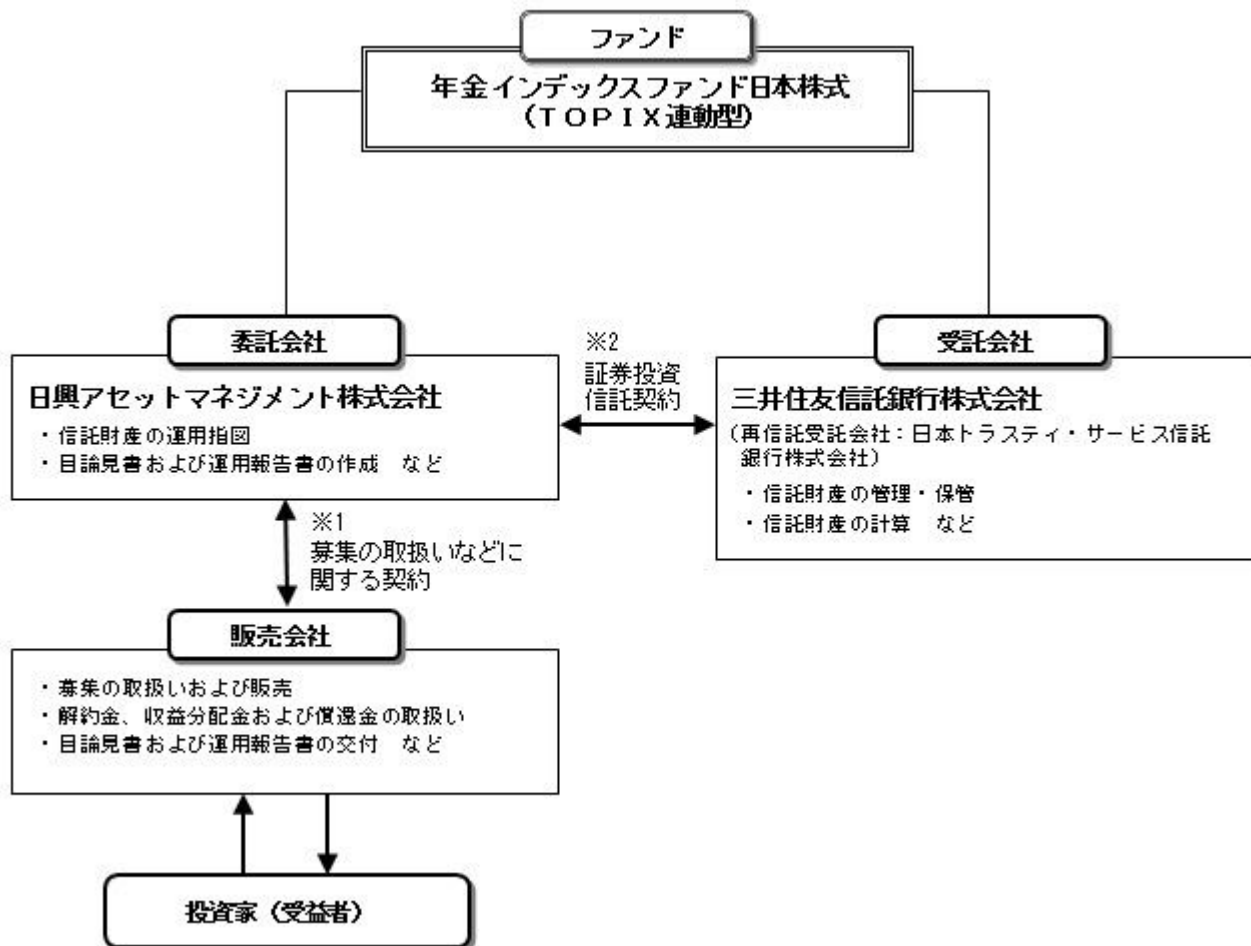 ファンド
年金インデックスファンド日本株式
(TOPIX連動型)
委託会社
日興アセットマネジメント株式会社
・信託財産の運用指図
・目論見書および運用報告書の作成 など
※2
証券投資
信託契約
受託会社
三井住友信託銀行株式会社
(再信託受託会社:日本トラスティ・サービス信託
銀行株式会社)
・信託財産の管理・保管
・信託財産の計算 など
※1
募集の取扱いなどに
関する契約
販売会社
・募集の取扱いおよび販売
・解約金、収益分配金および償還金の取扱い
・目論見書および運用報告書の交付 など
投資家(受益者)